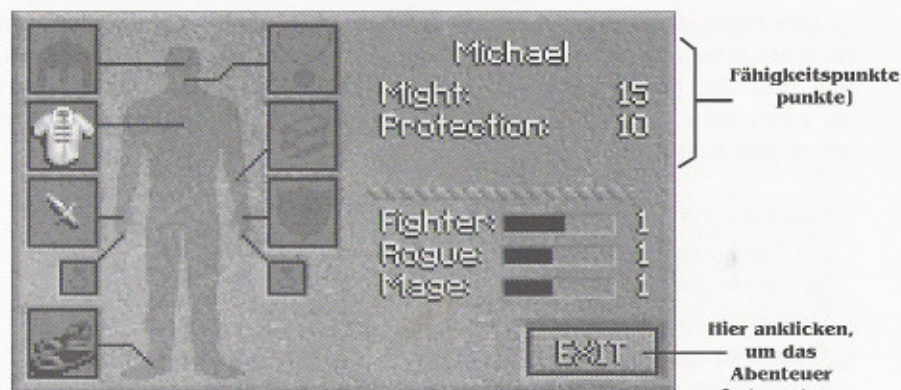 Michael
Might: 15
Protection: 10
Fähigkeitspunkte
punkte)
Fighter: 1
Rogue: 1
Mage: 1
EXIT
Hier anklicken,
um das
Abenteuer